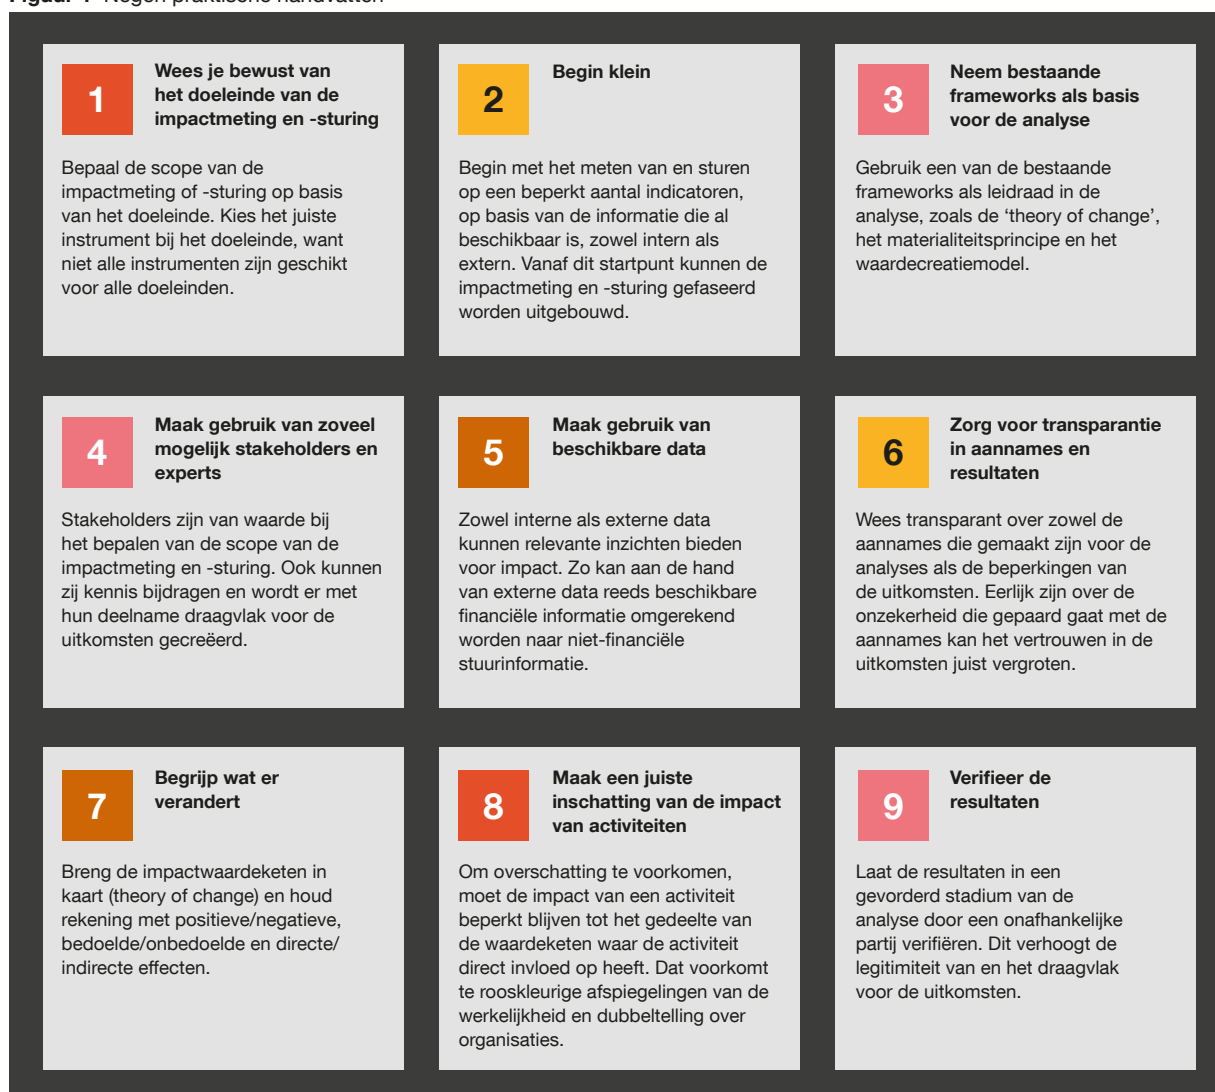 1
Wees je bewust van
het doeleinde van de
impactmeting en -sturing
Bepaal de scope van de
impactmeting of -sturing op basis
van het doeleinde. Kies het juiste
instrument bij het doeleinde, want
niet alle instrumenten zijn geschikt
voor alle doeleinden.
2
Begin klein
Begin met het meten van en sturen
op een beperkt aantal indicatoren,
op basis van de informatie die al
beschikbaar is, zowel intern als
extern. Vanaf dit startpunt kunnen de
impactmeting en -sturing gefaseerd
worden uitgebouwd.
3
Neem bestaande
frameworks als basis
voor de analyse
Gebruik een van de bestaande
frameworks als leidraad in de
analyse, zoals de ‘theory of change’,
het materialiteitsprincipe en het
waardecreatiemodel.
4
Maak gebruik van zoveel
mogelijk stakeholders en
experts
Stakeholders zijn van waarde bij
het bepalen van de scope van de
impactmeting en -sturing. Ook kunnen
zij kennis bijdragen en wordt er met
hun deelname draagvlak voor de
uitkomsten gecreëerd.
5
Maak gebruik van
beschikbare data
Zowel interne als externe data
kunnen relevante inzichten bieden
voor impact. Zo kan aan de hand
van externe data reeds beschikbare
financiële informatie omgerekend
worden naar niet-financiële
stuurinformatie.
6
Zorg voor transparantie
in aannames en
resultaten
Wees transparant over zowel de
aannames die gemaakt zijn voor de
analyses als de beperkingen van
de uitkomsten. Eerlijk zijn over de
onzekerheid die gepaard gaat met de
aannames kan het vertrouwen in de
uitkomsten juist vergroten.
7
Begrijp wat er
verandert
Breng de impactwaardeketen in
kaart (theory of change) en houd
rekening met positieve/negatieve,
bedoelde/onbedoelde en directe/
indirecte effecten.
8
Maak een juiste
inschatting van de impact
van activiteiten
Om overschatting te voorkomen,
moet de impact van een activiteit
beperkt blijven tot het gedeelte van
de waardeketen waar de activiteit
direct invloed op heeft. Dat voorkomt
te rooskleurige afspiegelingen van de
werkelijkheid en dubbeltelling over
organisaties.
9
Verifieer de
resultaten
Laat de resultaten in een
gevorderd stadium van de
analyse door een onafhankelijke
partij verifiëren. Dit verhoogt de
legitimiteit van en het draagvlak
voor de uitkomsten.